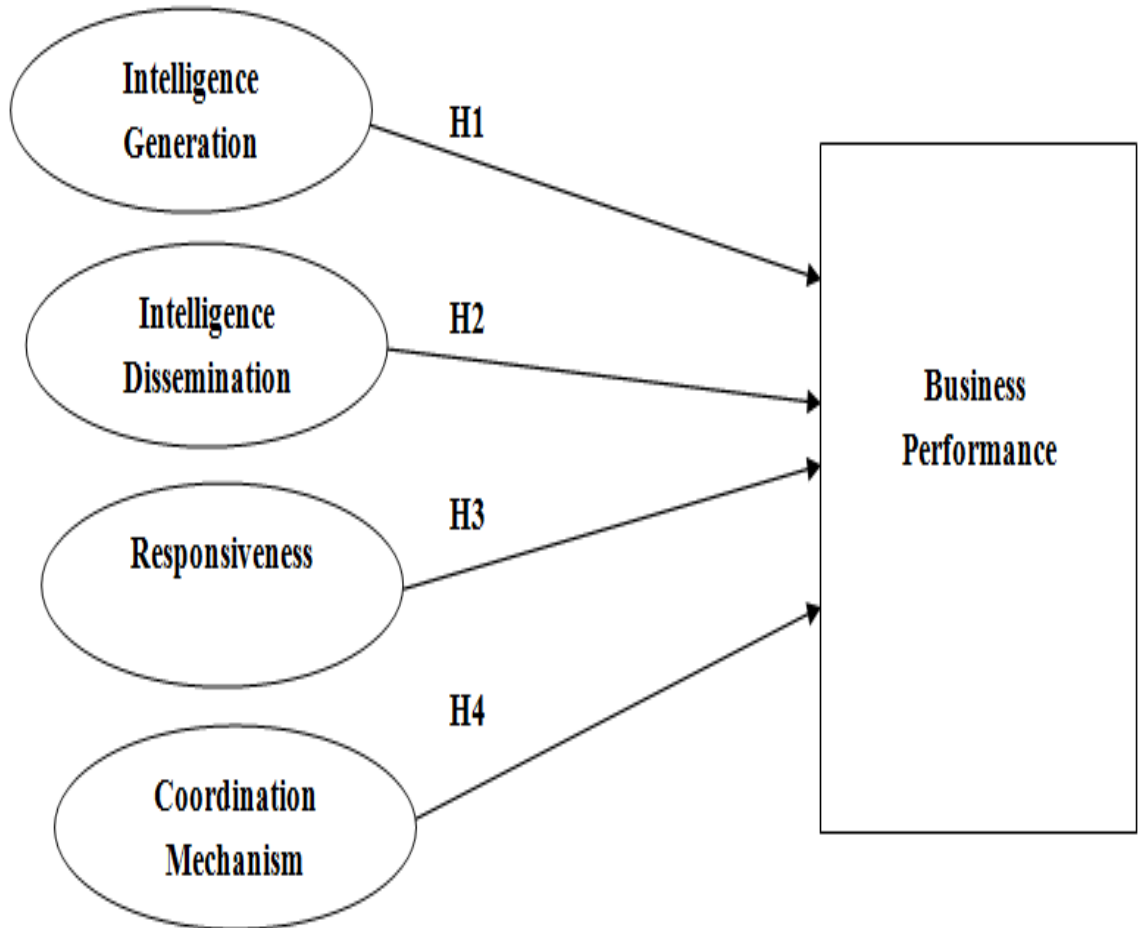 Intelligence
Generation
H1
Intelligence
Dissemination
H2
Responsiveness
H3
Coordination
Mechanism
H4
Business
Performance